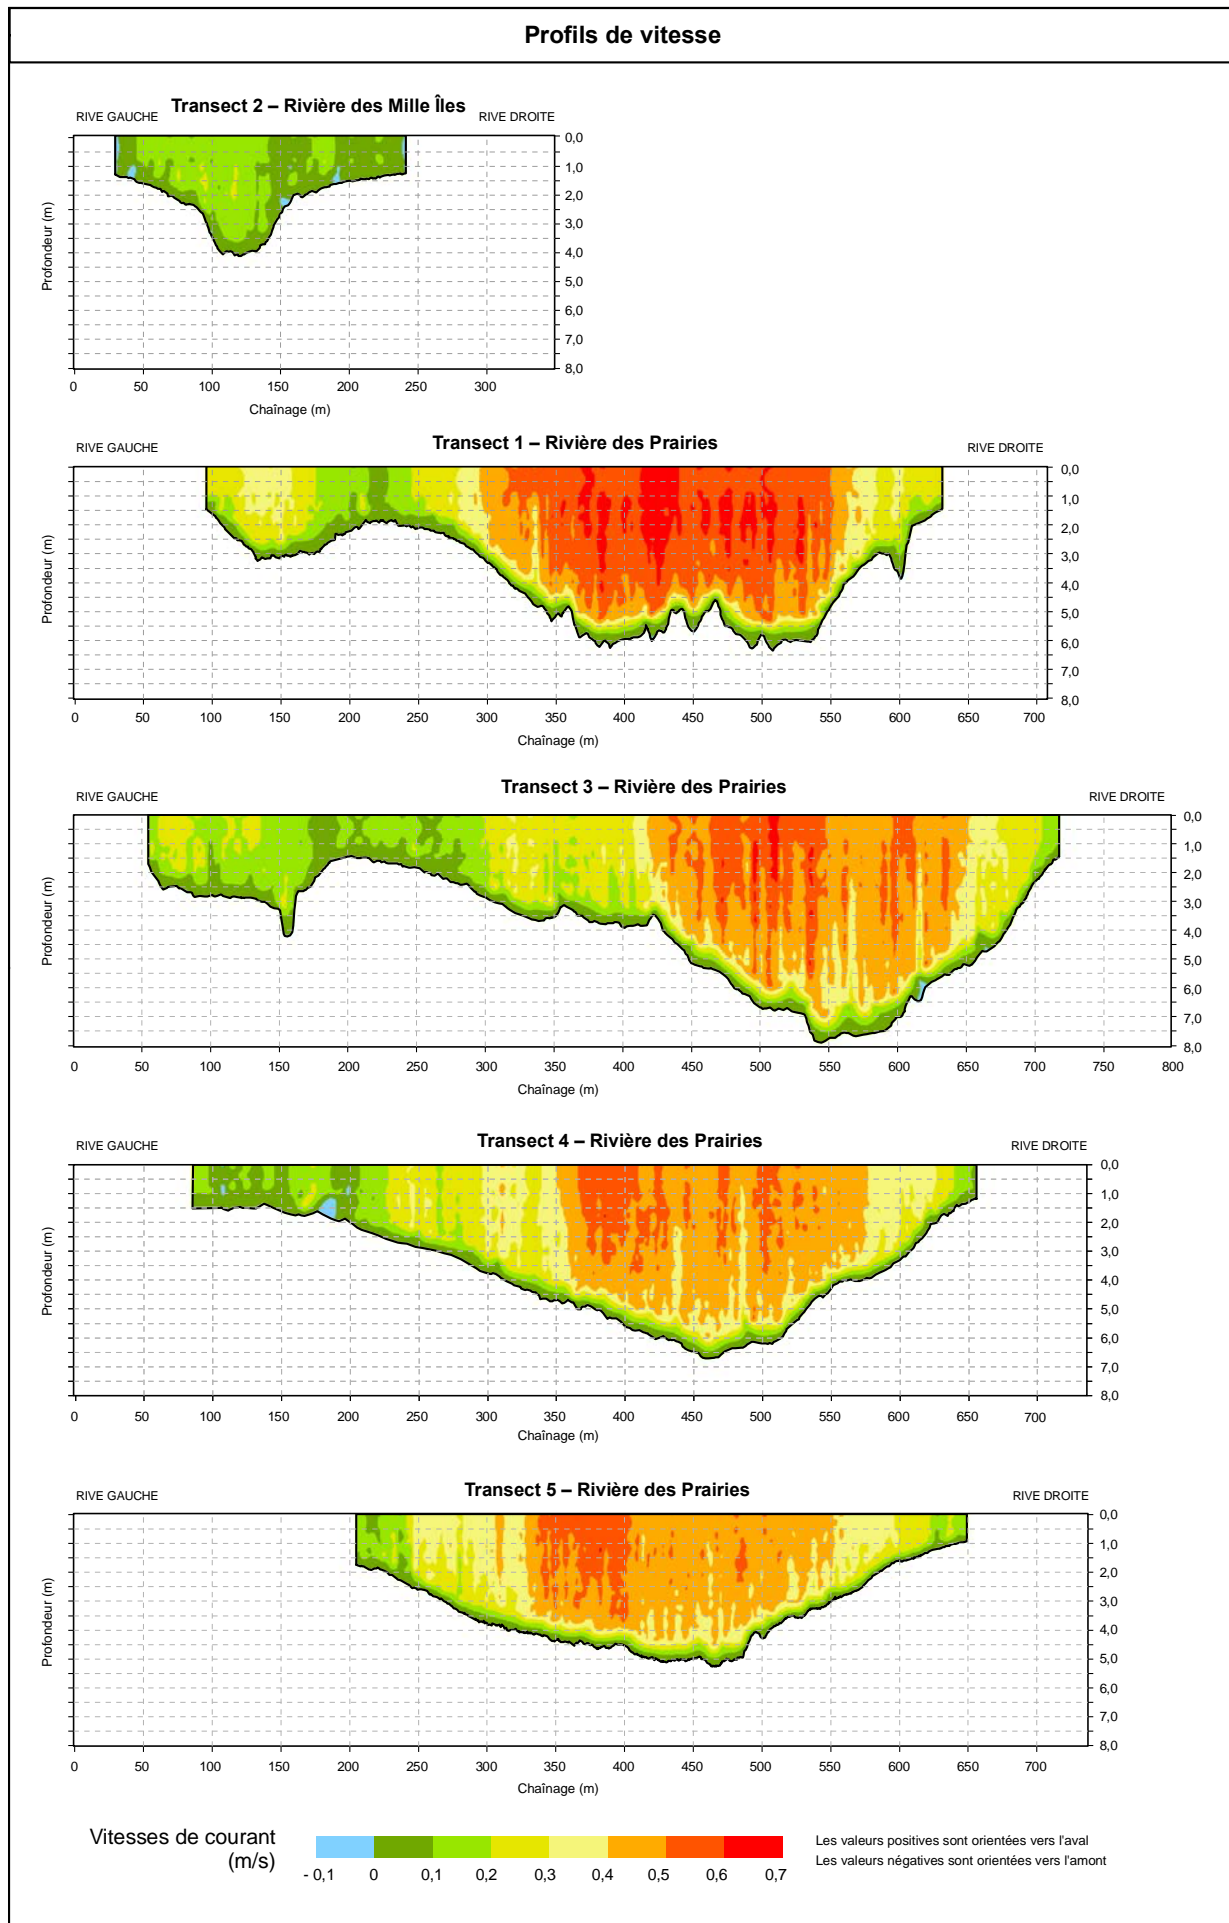 Profils de vitesse
Transect 2 – Rivière des Mille Îles
RIVE GAUCHE
RIVE DROITE
0,0
1,0
2,0
3,0
4,0
5,0
6,0
7,0
8,0
Profondeur (m)
0 50 100 150 200 250 300
Chaînage (m)
Transect 1 – Rivière des Prairies
RIVE GAUCHE
RIVE DROITE
0,0
1,0
2,0
3,0
4,0
5,0
6,0
7,0
8,0
Profondeur (m)
0 50 100 150 200 250 300 350 400 450 500 550 600 650 700
Chaînage (m)
Transect 3 – Rivière des Prairies
RIVE GAUCHE
RIVE DROITE
0,0
1,0
2,0
3,0
4,0
5,0
6,0
7,0
8,0
Profondeur (m)
0 50 100 150 200 250 300 350 400 450 500 550 600 650 700 750 800
Chaînage (m)
Transect 4 – Rivière des Prairies
RIVE GAUCHE
RIVE DROITE
0,0
1,0
2,0
3,0
4,0
5,0
6,0
7,0
8,0
Profondeur (m)
0 50 100 150 200 250 300 350 400 450 500 550 600 650 700
Chaînage (m)
Transect 5 – Rivière des Prairies
RIVE GAUCHE
RIVE DROITE
0,0
1,0
2,0
3,0
4,0
5,0
6,0
7,0
8,0
Profondeur (m)
0 50 100 150 200 250 300 350 400 450 500 550 600 650 700
Chaînage (m)
Vitesses de courant
(m/s)
- 0,1 0 0,1 0,2 0,3 0,4 0,5 0,6 0,7
Les valeurs positives sont orientées vers l'aval
Les valeurs négatives sont orientées vers l'amont